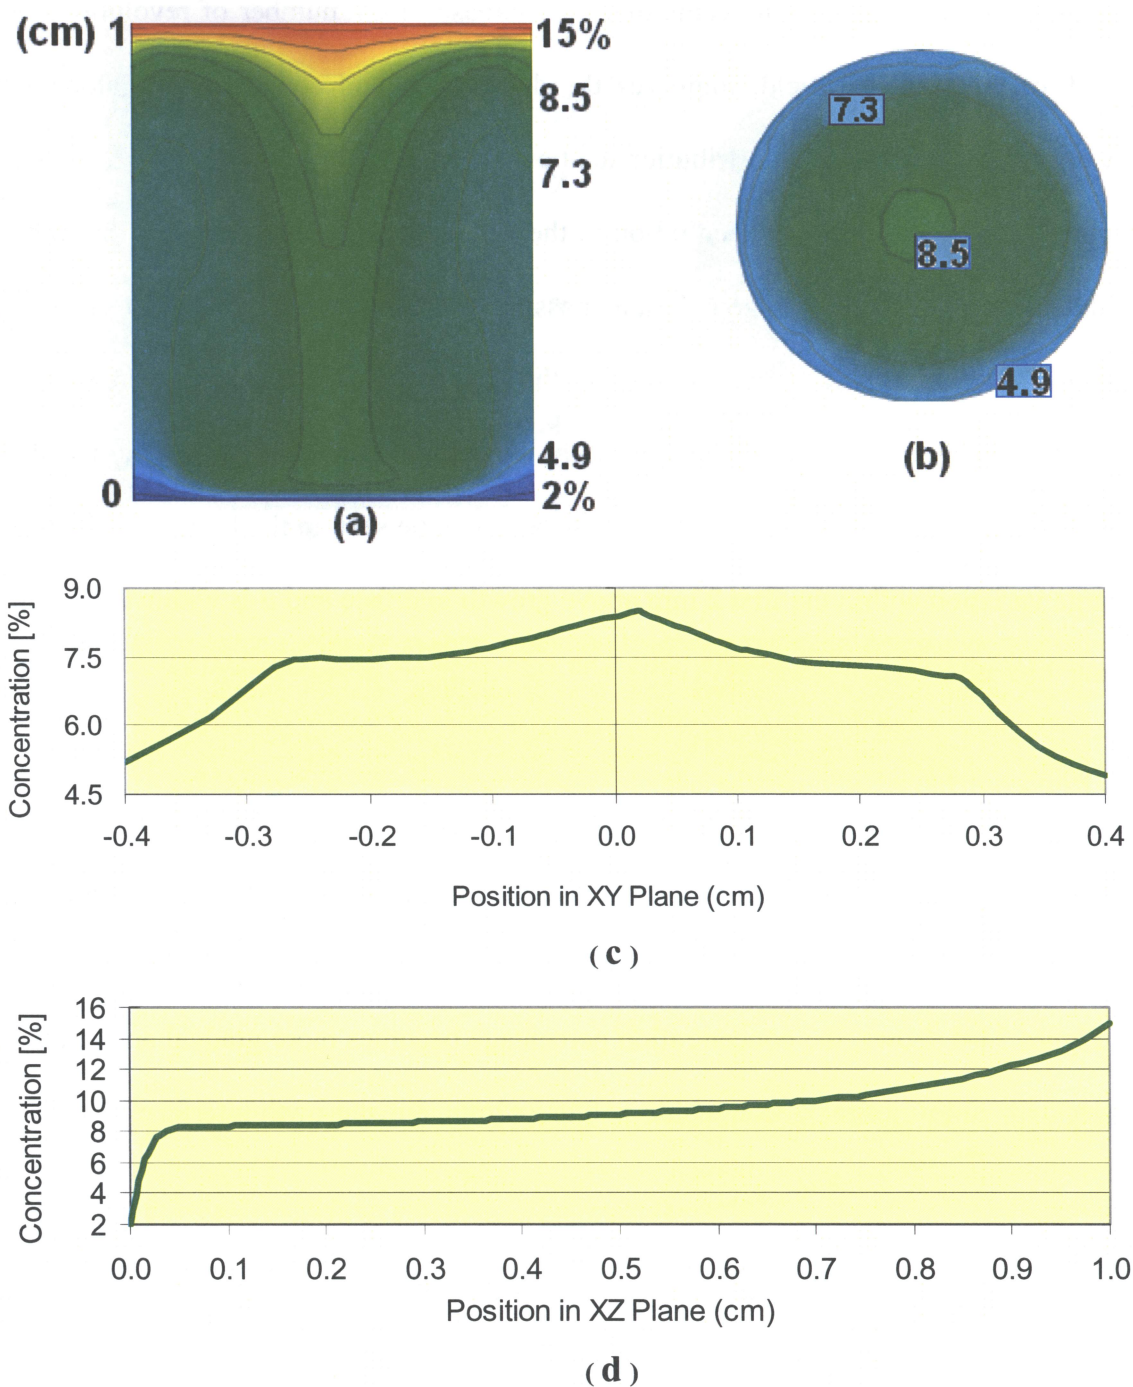 (cm) 1
15%
8.5
7.3
4.9
0
2%
(a)
7.3
8.5
4.9
(b)
Concentration [%]
9.0
7.5
6.0
4.5
-0.4 -0.3 -0.2 -0.1 0.0 0.1 0.2 0.3 0.4
Position in XY Plane (cm)
( c )
Concentration [%]
16
14
12
10
8
6
4
2
0.0 0.1 0.2 0.3 0.4 0.5 0.6 0.7 0.8 0.9 1.0
Position in XZ Plane (cm)
( d )